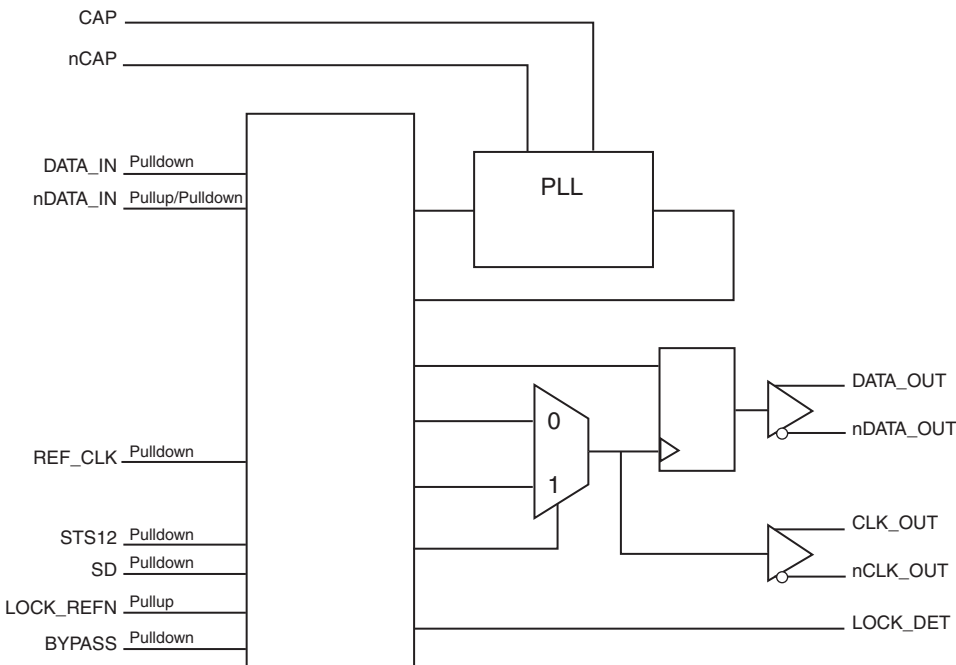 CAP
nCAP
DATA_IN Pulldown
nDATA_IN Pullup/Pulldown
PLL
DATA_OUT
nDATA_OUT
0
REF_CLK Pulldown
1
CLK_OUT
STS12 Pulldown
SD Pulldown
nCLK_OUT
LOCK_REFN Pullup
LOCK_DET
BYPASS Pulldown